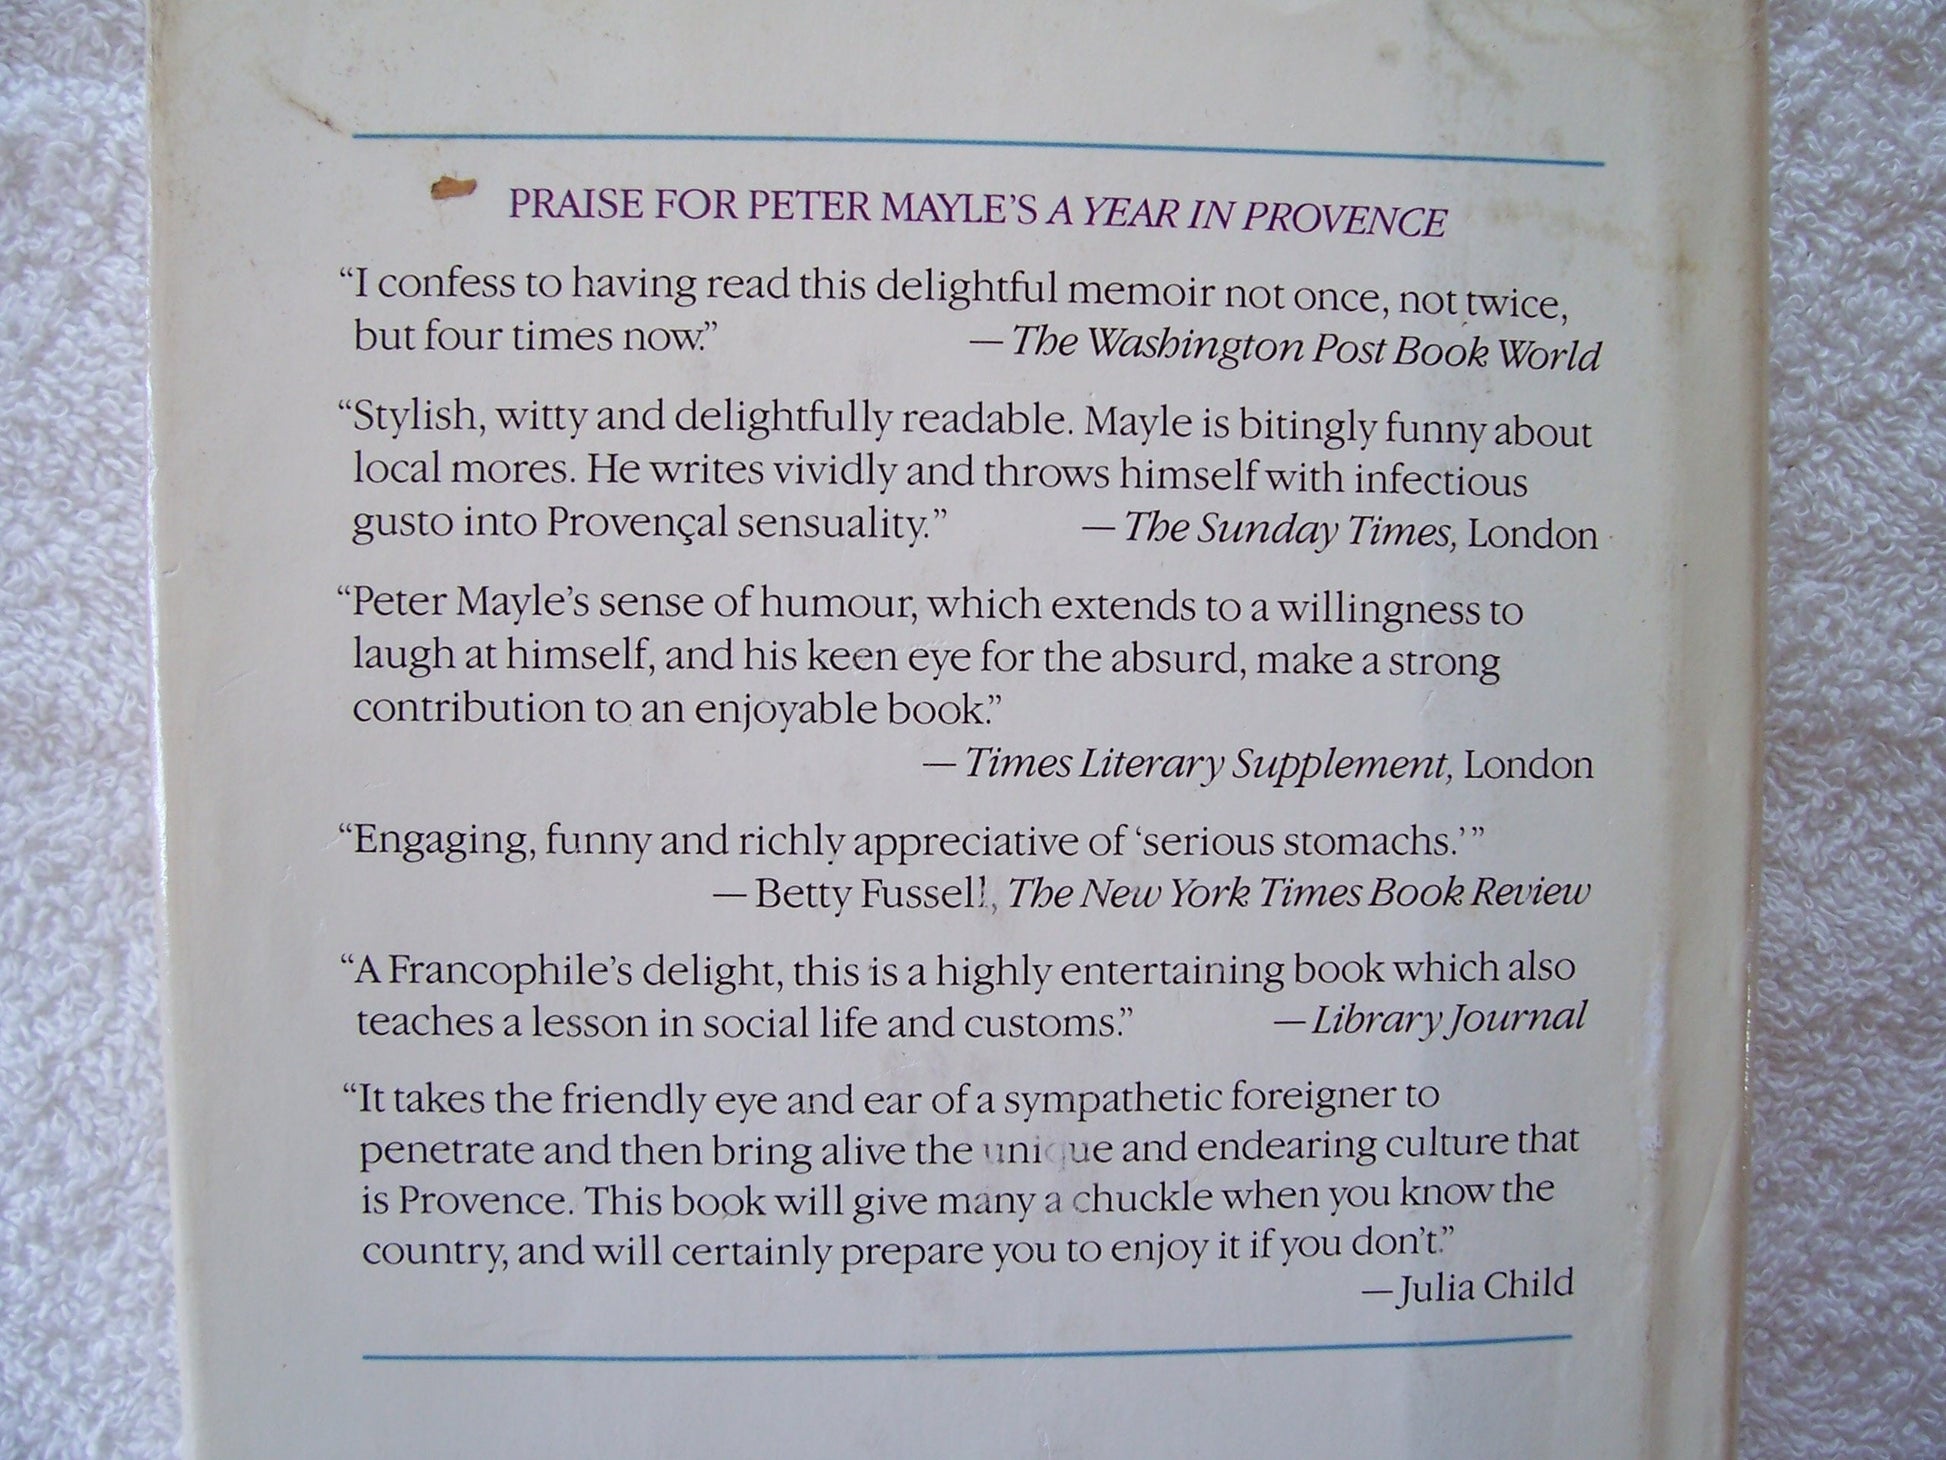 PRAISE FOR PETER MAYLE'S A YEAR IN PROVENCE
“I confess to having read this delightful memoir not once, not twice,
but four times now.” — The Washington Post Book World
“Stylish, witty and delightfully readable. Mayle is bitingly funny about
local mores. He writes vividly and throws himself with infectious
gusto into Provençal sensuality.” — The Sunday Times, London
“Peter Mayle’s sense of humour, which extends to a willingness to
laugh at himself, and his keen eye for the absurd, make a strong
contribution to an enjoyable book.”
— Times Literary Supplement, London
“Engaging, funny and richly appreciative of ‘serious stomachs.’”
— Betty Fussell, The New York Times Book Review
“A Francophile’s delight, this is a highly entertaining book which also
teaches a lesson in social life and customs.” — Library Journal
“It takes the friendly eye and ear of a sympathetic foreigner to
penetrate and then bring alive the unique and endearing culture that
is Provence. This book will give many a chuckle when you know the
country, and will certainly prepare you to enjoy it if you don’t.”
— Julia Child